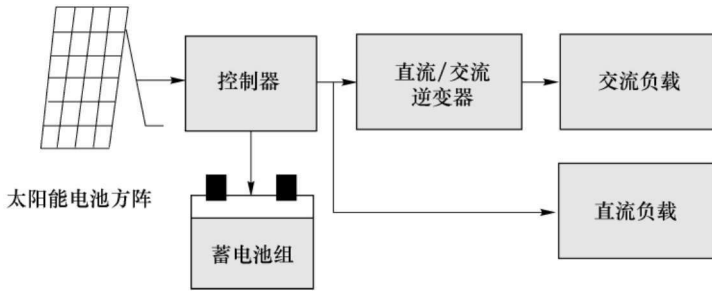 控制器
直流/交流
逆变器
交流负载
太阳能电池方阵
蓄电池组
直流负载